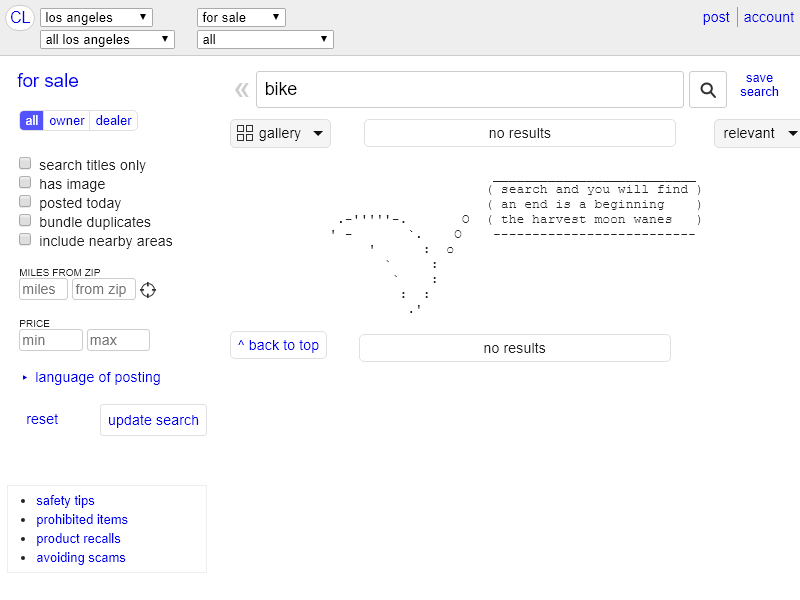 CL
los angeles
for sale
post
account
all los angeles
all
for sale
bike
save
search
all
owner
dealer
gallery
no results
relevant
search titles only
has image
posted today
bundle duplicates
include nearby areas
( search and you will find )
( an end is a beginning )
( the harvest moon wanes )
MILES FROM ZIP
miles
from zip
PRICE
min
max
^ back to top
no results
language of posting
reset
update search
safety tips
prohibited items
product recalls
avoiding scams